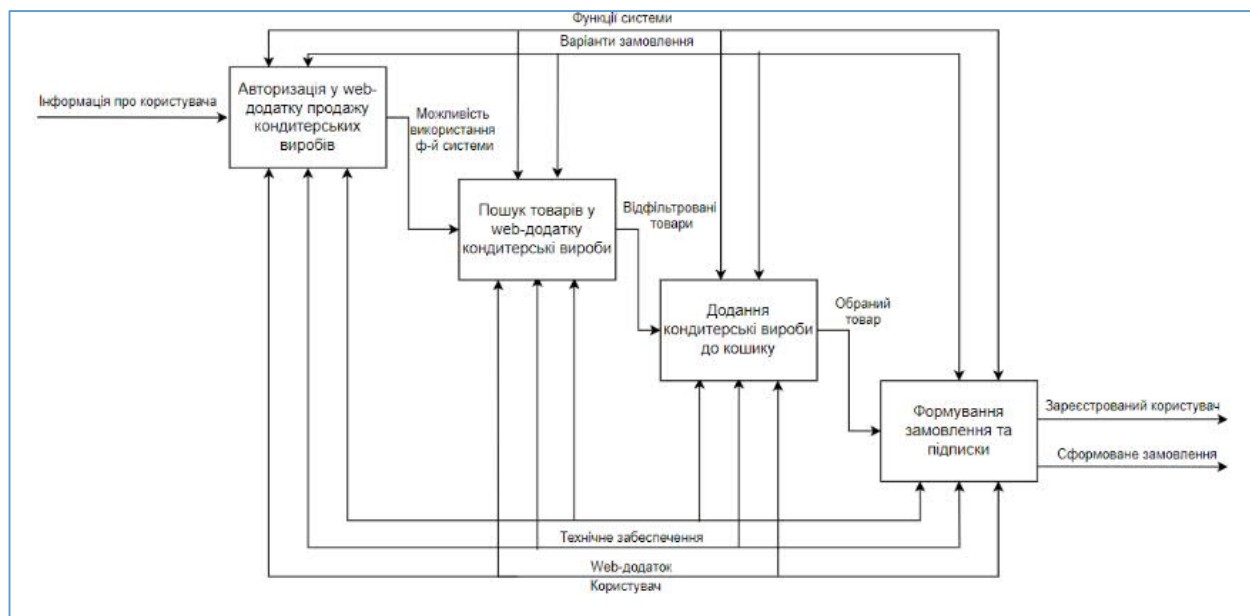 Функції системи
Варіанти замовлення
Інформація про користувача
Авторизація у web-
додатку продажу
кондитерських
виробів
Можливість
використання
ф-й системи
Пошук товарів у
web-додатку
кондитерські вироби
Відфільтровані
товари
Додання
кондитерські вироби
до кошику
Обраний
товар
Формування
замовлення та
підписки
Зареєстрований користувач
Сформоване замовлення
Технічне забеспечення
Web-додаток
Користувач